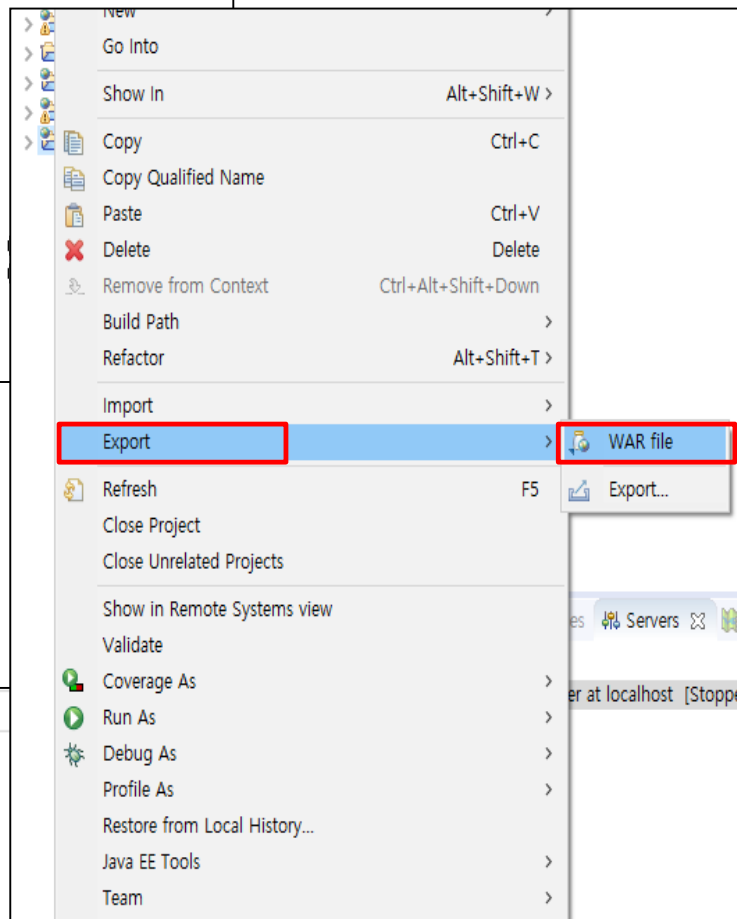 New
Go Into
Show In Alt+Shift+W >
Copy Ctrl+C
Copy Qualified Name
Paste Ctrl+V
Delete Delete
Remove from Context Ctrl+Alt+Shift+Down
Build Path >
Refactor Alt+Shift+T >
Import >
Export > WAR file
Refresh F5 Export...
Close Project
Close Unrelated Projects
Show in Remote Systems view
es Servers
Validate
Coverage As >
er at localhost [Stoppe
Run As >
Debug As >
Profile As >
Restore from Local History...
Java EE Tools >
Team >